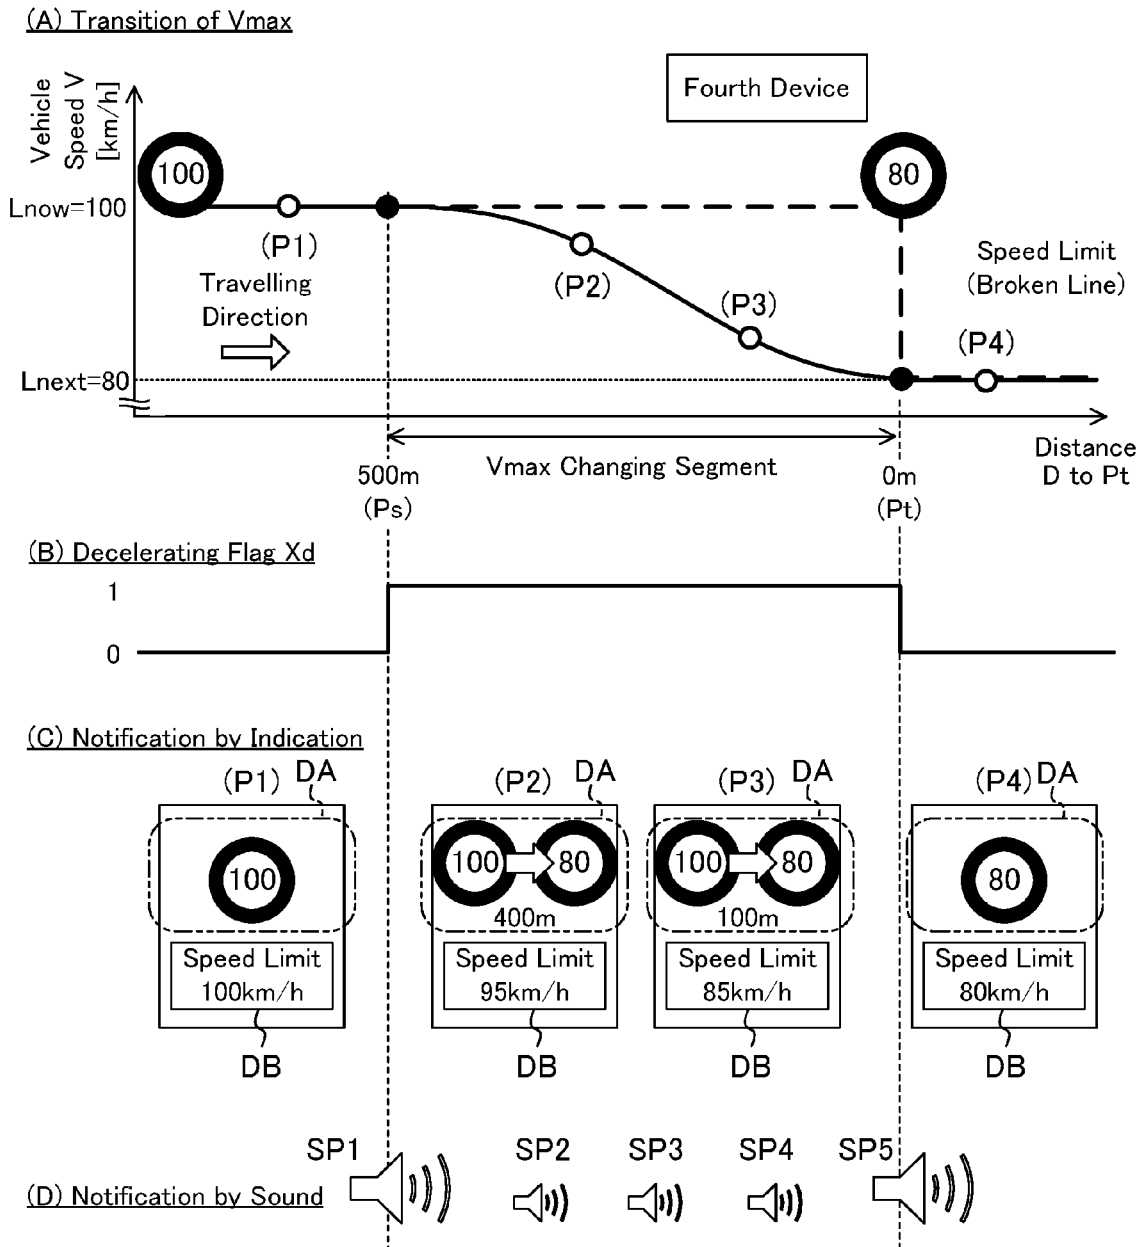 (A) Transition of Vmax
Fourth Device
Vehicle
Speed V
[km/h]
100
80
Lnow=100
(P1)
(P2)
(P3)
(P4)
Speed Limit
(Broken Line)
Travelling
Direction
Lnext=80
Vmax Changing Segment
Distance
D to Pt
500m
(Ps)
0m
(Pt)
(B) Decelerating Flag Xd
1
0
(C) Notification by Indication
(P1) DA
(P2) DA
(P3) DA
(P4) DA
100
100 80
100 80
80
400m
100m
Speed Limit
100km/h
Speed Limit
95km/h
Speed Limit
85km/h
Speed Limit
80km/h
DB
DB
DB
DB
SP1
SP2
SP3
SP4
SP5
(D) Notification by Sound